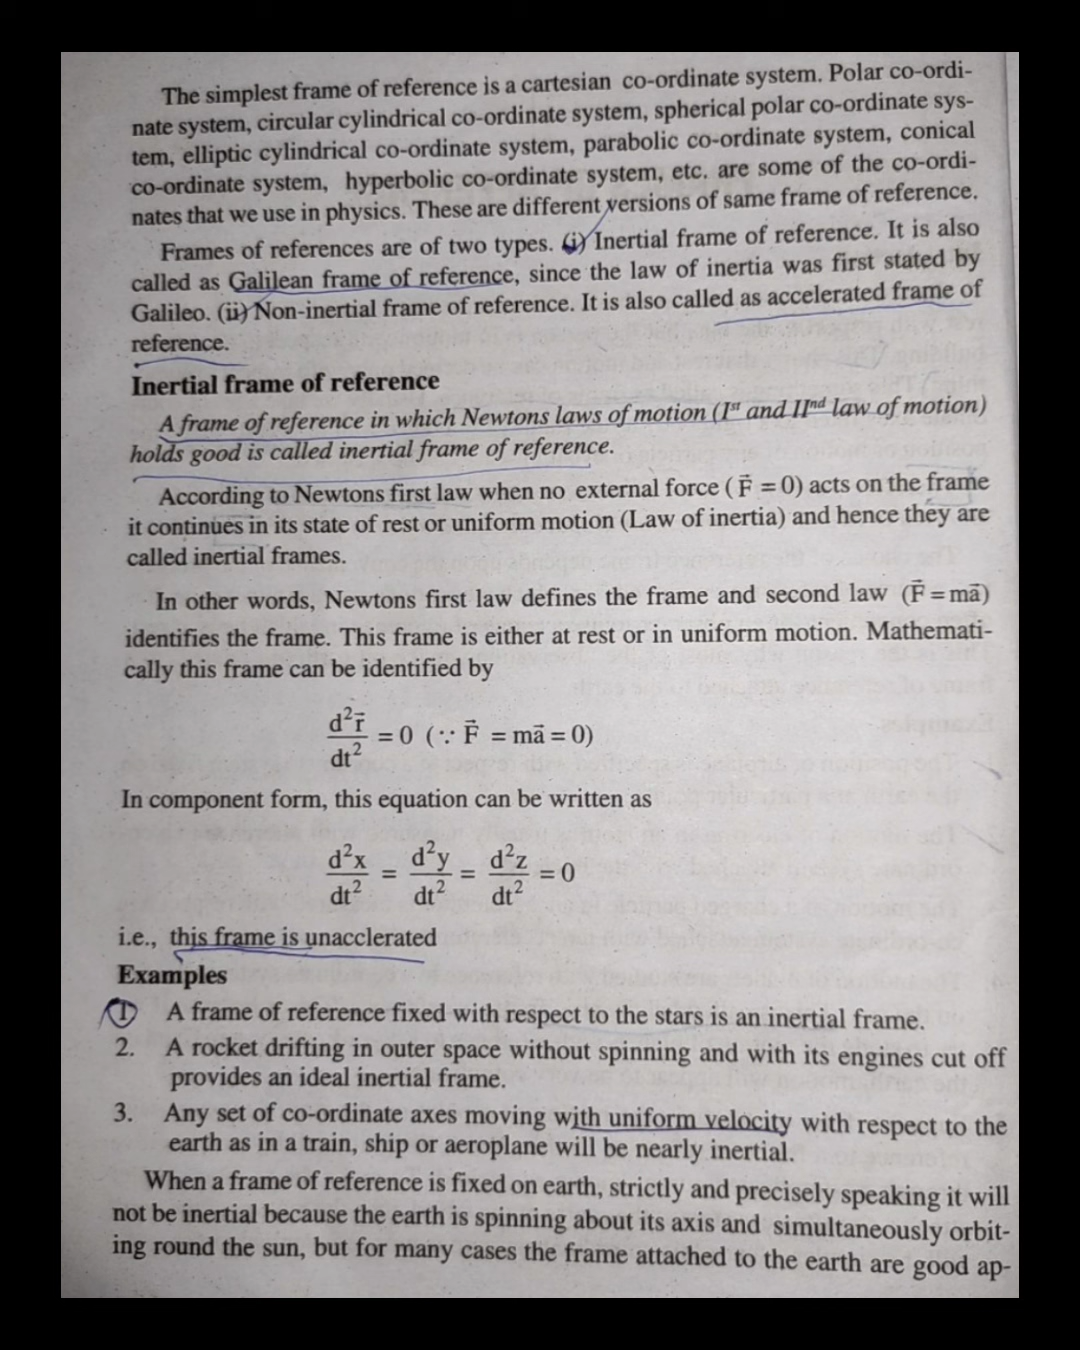 The simplest frame of reference is a cartesian co-ordinate system. Polar co-ordi-
nate system, circular cylindrical co-ordinate system, spherical polar co-ordinate sys-
tem, elliptic cylindrical co-ordinate system, parabolic co-ordinate system, conical
co-ordinate system, hyperbolic co-ordinate system, etc. are some of the co-ordi-
nates that we use in physics. These are different versions of same frame of reference.
Frames of references are of two types. (i) Inertial frame of reference. It is also
called as Galilean frame of reference, since the law of inertia was first stated by
Galileo. (ii) Non-inertial frame of reference. It is also called as accelerated frame of
reference.
Inertial frame of reference
A frame of reference in which Newtons laws of motion (Iˢᵗ and IIⁿᵈ law of motion)
holds good is called inertial frame of reference.
According to Newtons first law when no external force (F⃗ = 0) acts on the frame
it continues in its state of rest or uniform motion (Law of inertia) and hence they are
called inertial frames.
In other words, Newtons first law defines the frame and second law (F⃗ = ma⃗)
identifies the frame. This frame is either at rest or in uniform motion. Mathemati-
cally this frame can be identified by
d²r⃗/dt² = 0 (∵ F⃗ = ma⃗ = 0)
In component form, this equation can be written as
d²x/dt² = d²y/dt² = d²z/dt² = 0
i.e., this frame is unacclerated
Examples
1. A frame of reference fixed with respect to the stars is an inertial frame.
2. A rocket drifting in outer space without spinning and with its engines cut off
provides an ideal inertial frame.
3. Any set of co-ordinate axes moving with uniform velocity with respect to the
earth as in a train, ship or aeroplane will be nearly inertial.
When a frame of reference is fixed on earth, strictly and precisely speaking it will
not be inertial because the earth is spinning about its axis and simultaneously orbit-
ing round the sun, but for many cases the frame attached to the earth are good ap-